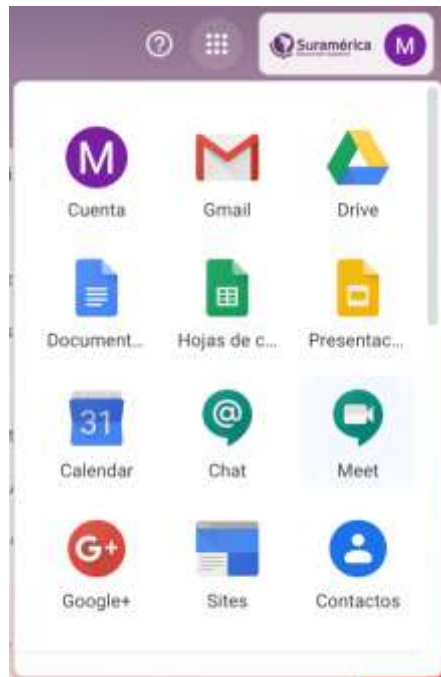 Suramérica M
M
Cuenta Gmail Drive
Document... Hojas de c... Presentac...
31 @
Calendar Chat Meet
G+
Google+ Sites Contactos